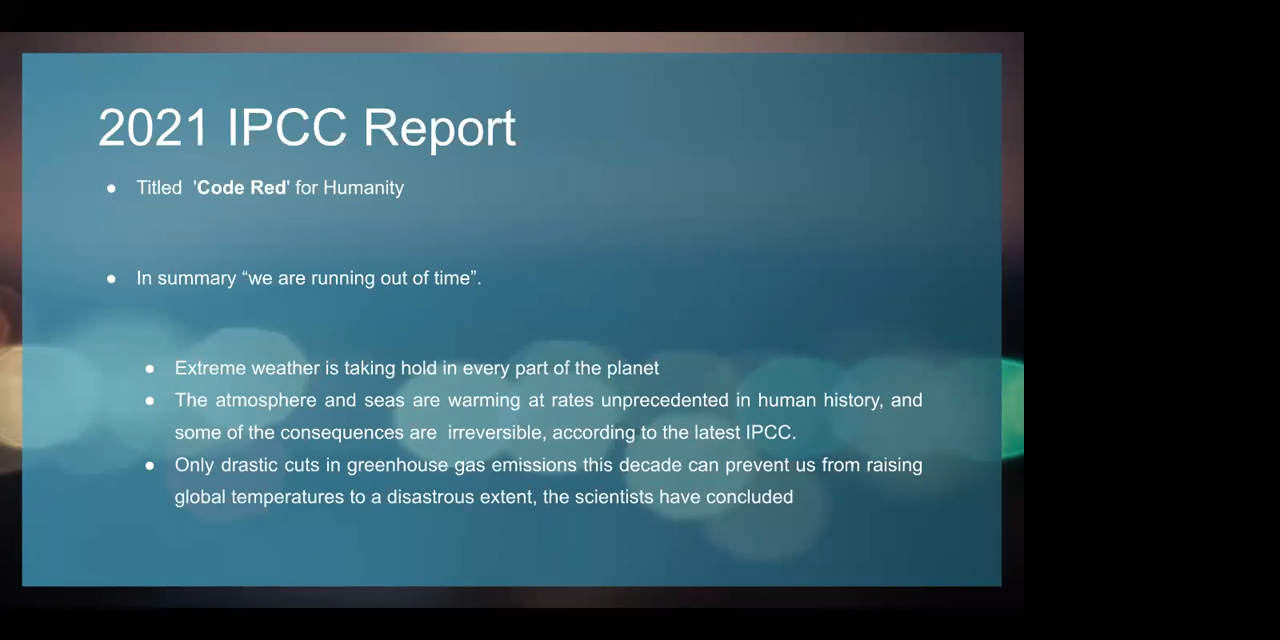 2021 IPCC Report
● Titled  'Code Red' for Humanity
● In summary “we are running out of time”.
● Extreme weather is taking hold in every part of the planet
● The atmosphere and seas are warming at rates unprecedented in human history, and
some of the consequences are  irreversible, according to the latest IPCC.
● Only drastic cuts in greenhouse gas emissions this decade can prevent us from raising
global temperatures to a disastrous extent, the scientists have concluded